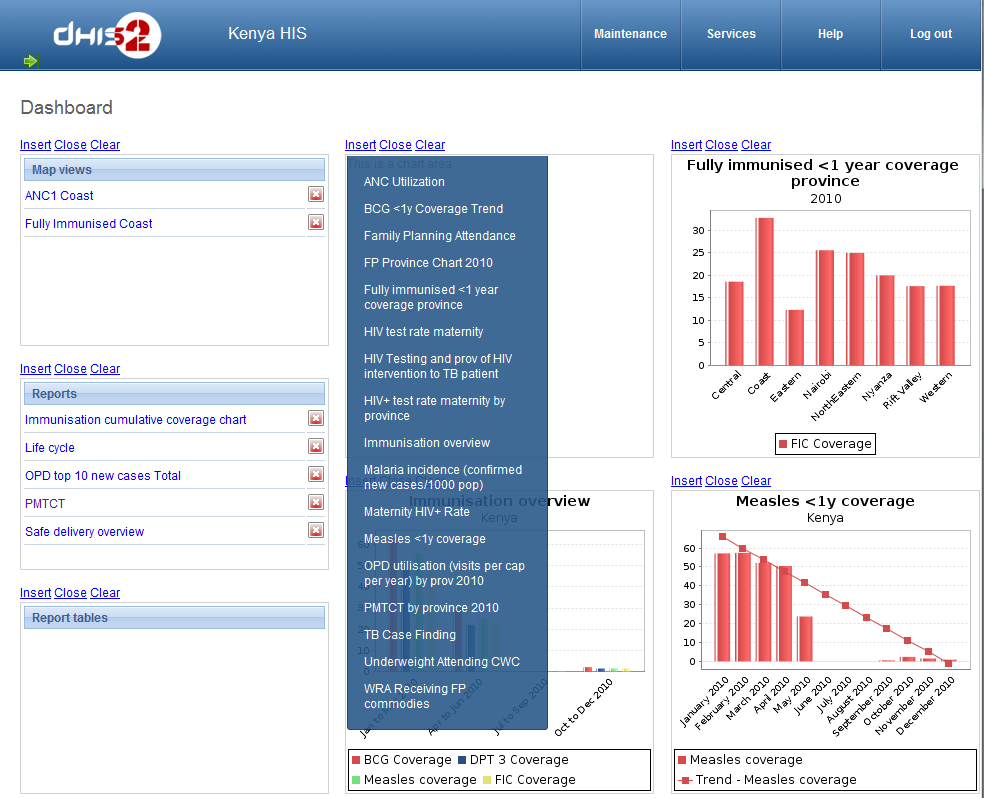 dhis2
Kenya HIS
Maintenance
Services
Help
Log out
Dashboard
Insert Close Clear
Map views
ANC1 Coast
Fully Immunised Coast
Insert Close Clear
Reports
Immunisation cumulative coverage chart
Life cycle
OPD top 10 new cases Total
PMTCT
Safe delivery overview
Insert Close Clear
Report tables
Insert Close Clear
This is a chart area
ANC Utilization
BCG <1y Coverage Trend
Family Planning Attendance
FP Province Chart 2010
Fully immunised <1 year
coverage province
HIV test rate maternity
HIV Testing and prov of HIV
intervention to TB patient
HIV+ test rate maternity by
province
Immunisation overview
Malaria incidence (confirmed
new cases/1000 pop)
Maternity HIV+ Rate
Measles <1y coverage
OPD utilisation (visits per cap
per year) by prov 2010
PMTCT by province 2010
TB Case Finding
Underweight Attending CWC
WRA Receiving FP
commodies
Insert Close Clear
Immunisation overview
Kenya
60
50
40
30
20
10
0
Jan to Mar 2010
Apr to Jun 2010
Jul to Sep 2010
Oct to Dec 2010
BCG Coverage DPT 3 Coverage
Measles coverage FIC Coverage
Insert Close Clear
Fully immunised <1 year coverage
province
2010
30
25
20
15
10
5
0
Central
Coast
Eastern
Nairobi
NorthEastern
Nyanza
Rift Valley
Western
FIC Coverage
Insert Close Clear
Measles <1y coverage
Kenya
60
50
40
30
20
10
0
January 2010
February 2010
March 2010
April 2010
May 2010
June 2010
July 2010
August 2010
September 2010
October 2010
November 2010
December 2010
Measles coverage
Trend - Measles coverage